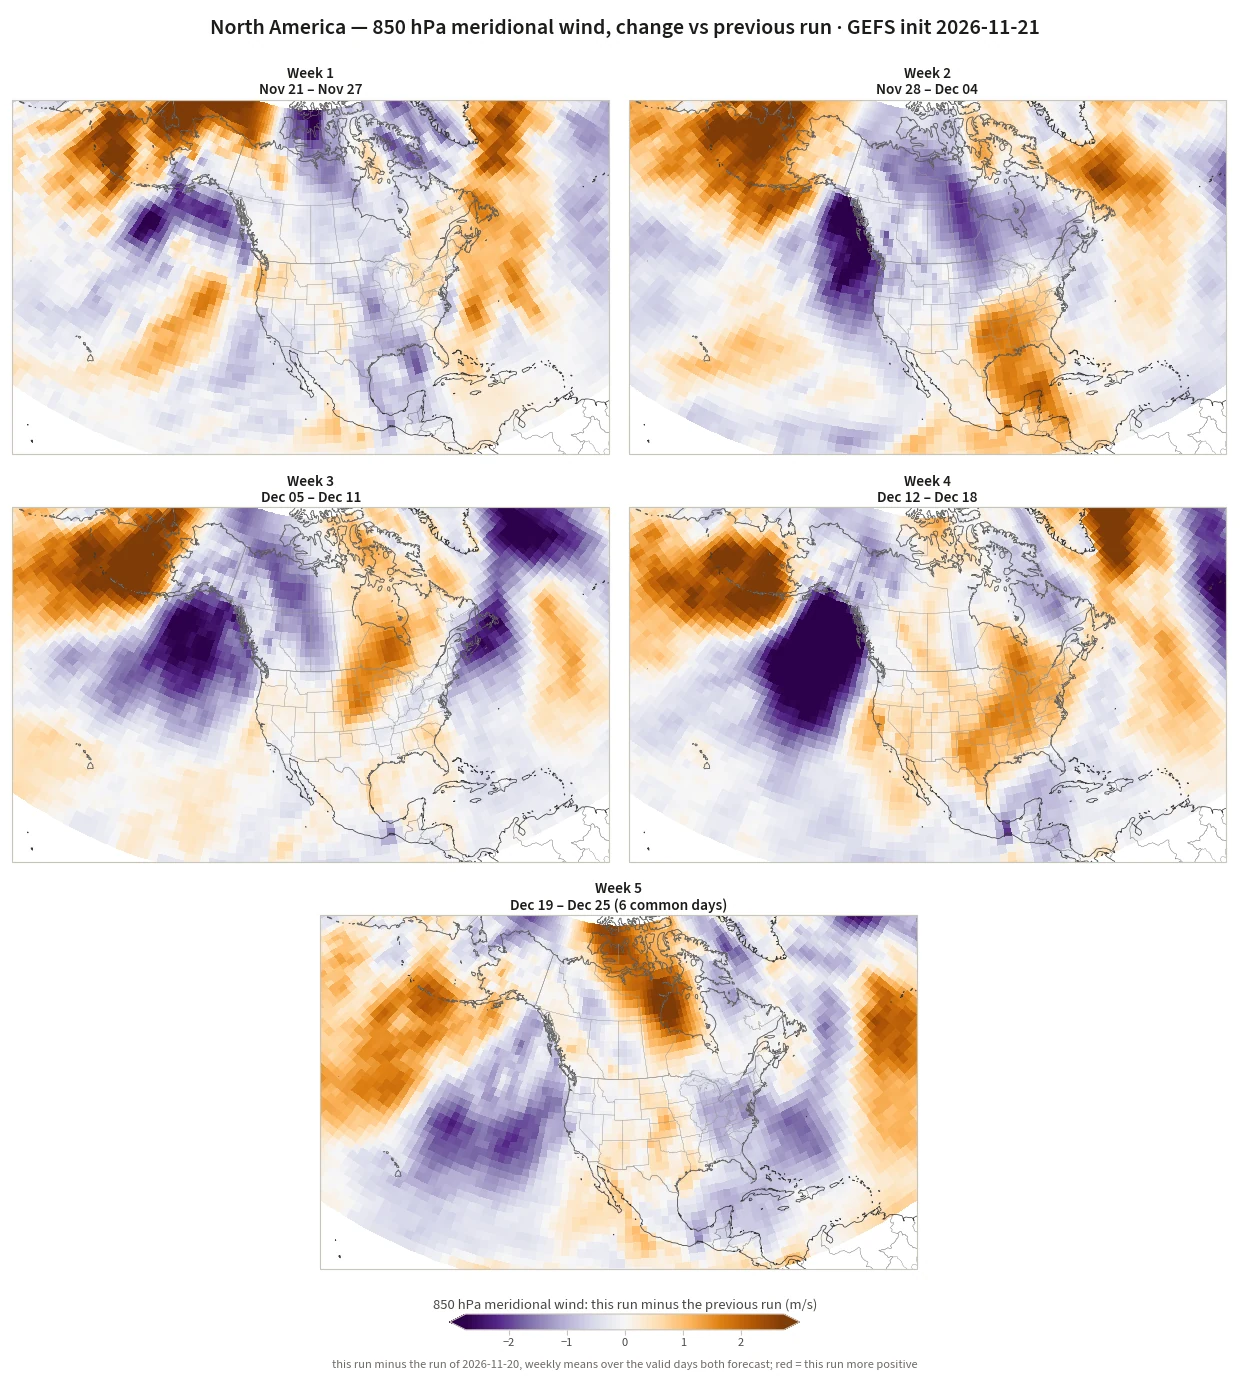 North America — 850 hPa meridional wind, change vs previous run · GEFS init 2026-11-21
Week 1
Nov 21 – Nov 27
Week 2
Nov 28 – Dec 04
Week 3
Dec 05 – Dec 11
Week 4
Dec 12 – Dec 18
Week 5
Dec 19 – Dec 25 (6 common days)
850 hPa meridional wind: this run minus the previous run (m/s)
−2 −1 0 1 2
this run minus the run of 2026-11-20, weekly means over the valid days both forecast; red = this run more positive